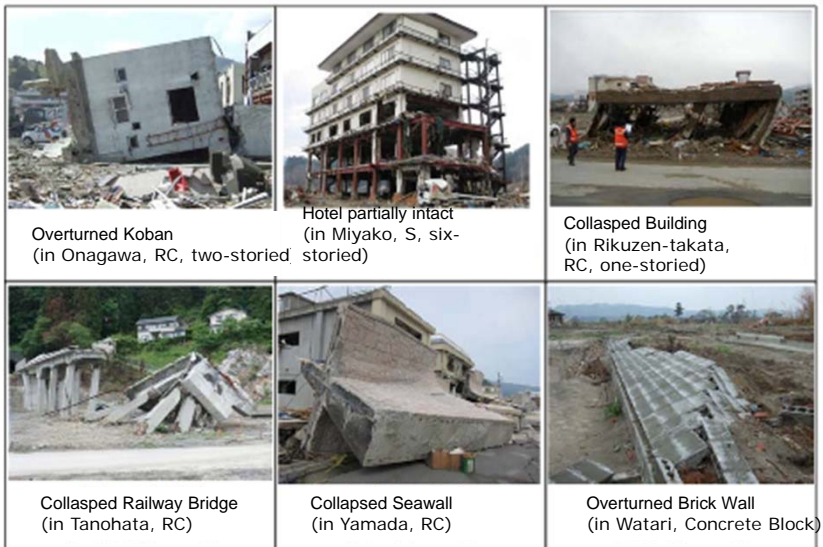 Overturned Koban
(in Onagawa, RC, two-storied)
Hotel partially intact
(in Miyako, S, six-
storied)
Collasped Building
(in Rikuzen-takata,
RC, one-storied)
Collasped Railway Bridge
(in Tanohata, RC)
Collapsed Seawall
(in Yamada, RC)
Overturned Brick Wall
(in Watari, Concrete Block)